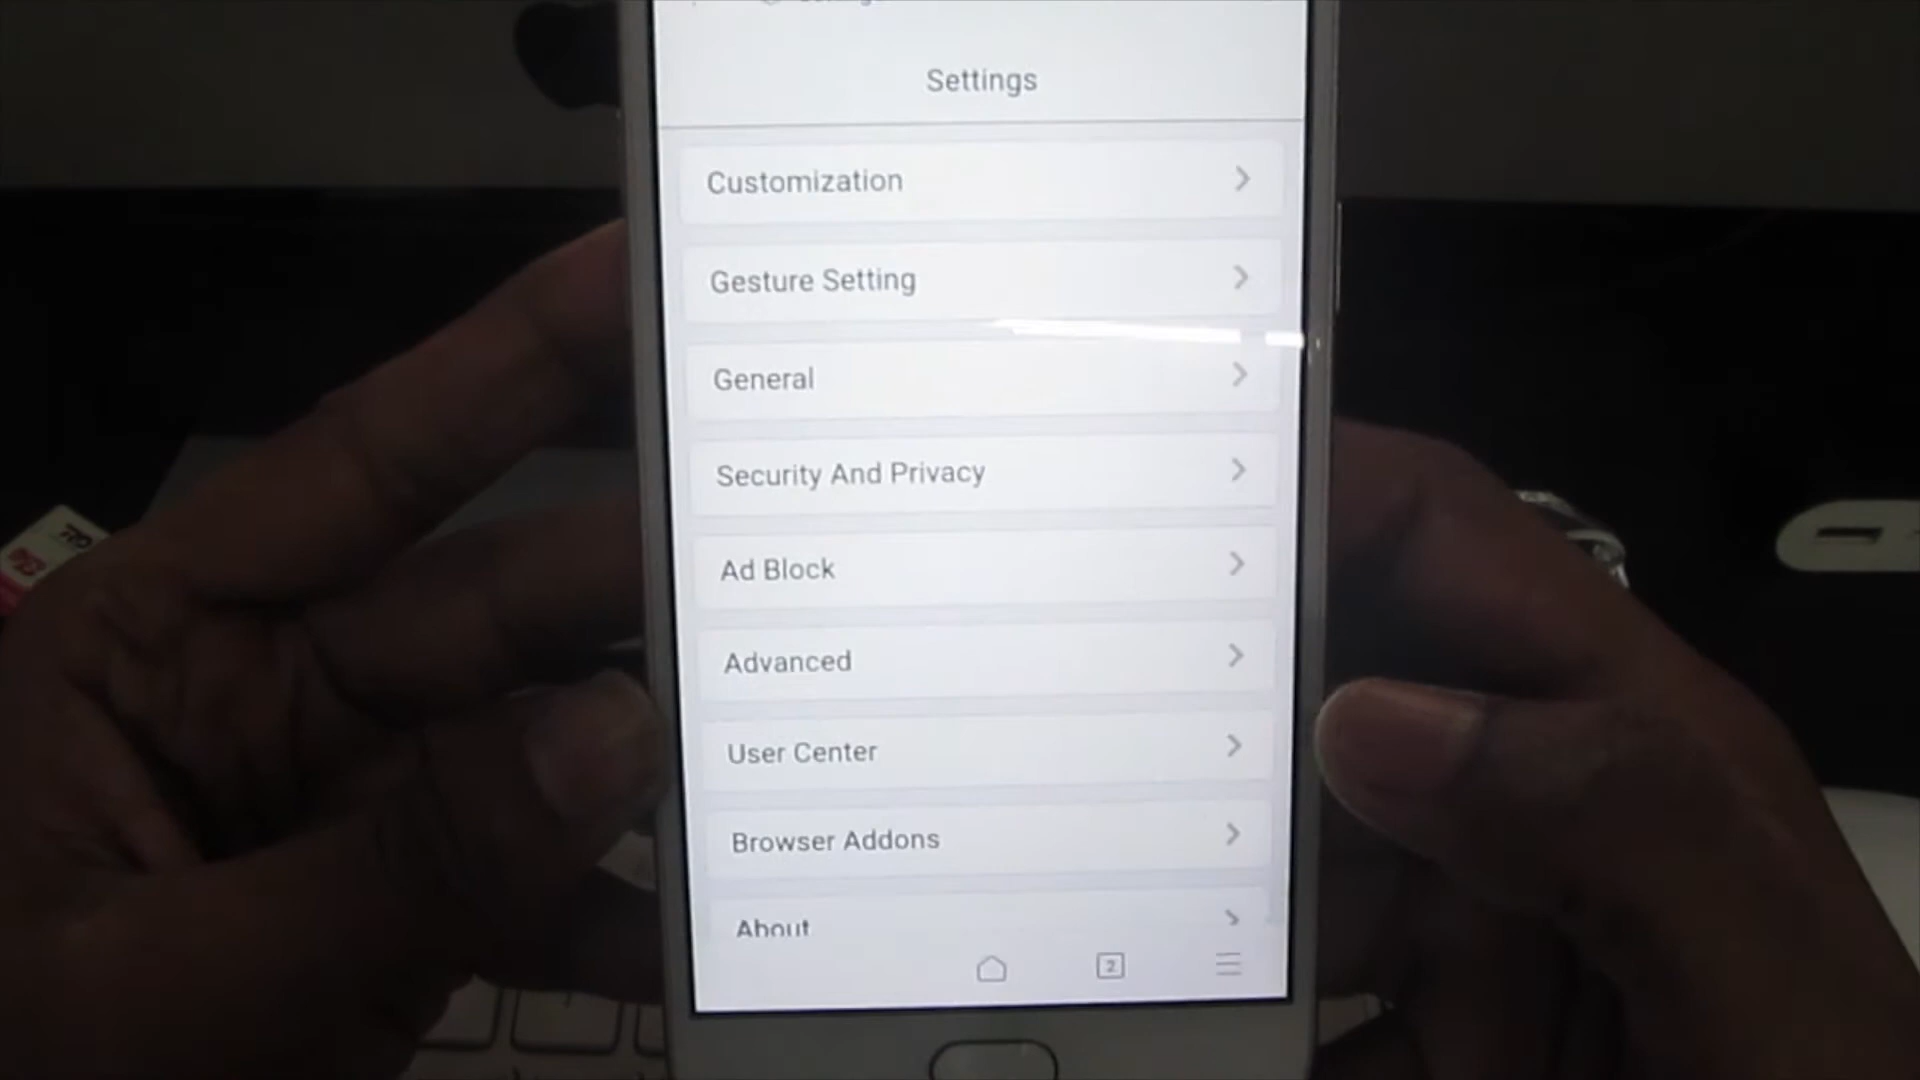 Settings
Customization
Gesture Setting
General
Security And Privacy
Ad Block
Advanced
User Center
Browser Addons
About
2